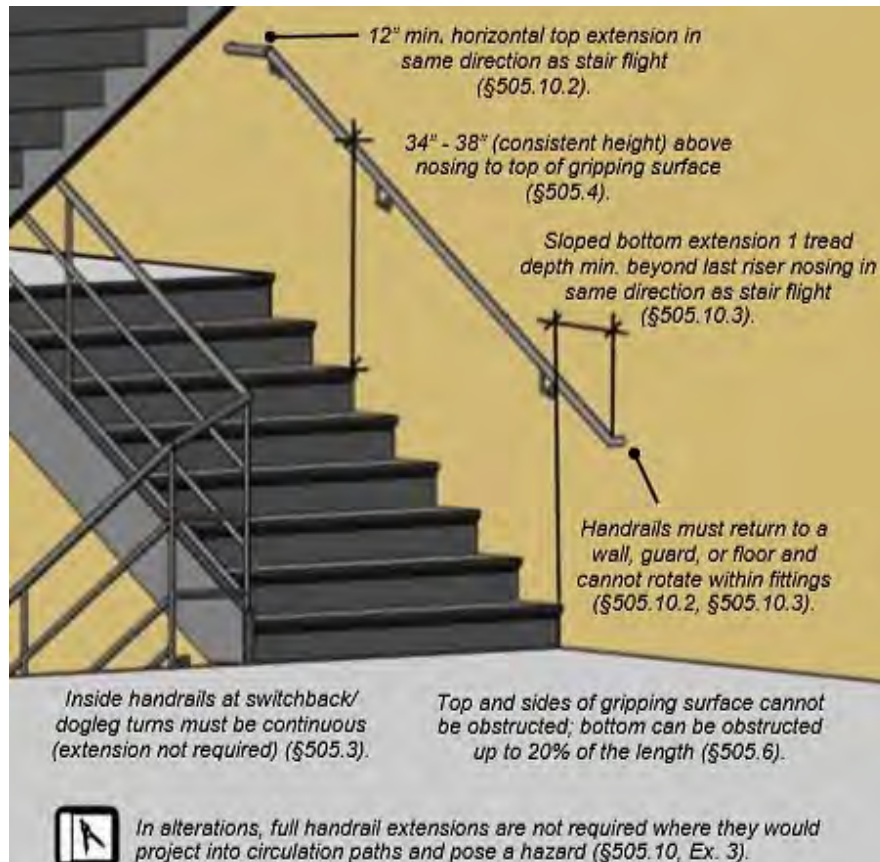 12" min. horizontal top extension in
same direction as stair flight
(§505.10.2).
34" - 38" (consistent height) above
nosing to top of gripping surface
(§505.4).
Sloped bottom extension 1 tread
depth min. beyond last riser nosing in
same direction as stair flight
(§505.10.3).
Handrails must return to a
wall, guard, or floor and
cannot rotate within fittings
(§505.10.2, §505.10.3).
Inside handrails at switchback/
dogleg turns must be continuous
(extension not required) (§505.3).
Top and sides of gripping surface cannot
be obstructed; bottom can be obstructed
up to 20% of the length (§505.6).
In alterations, full handrail extensions are not required where they would
project into circulation paths and pose a hazard (§505.10, Ex. 3).